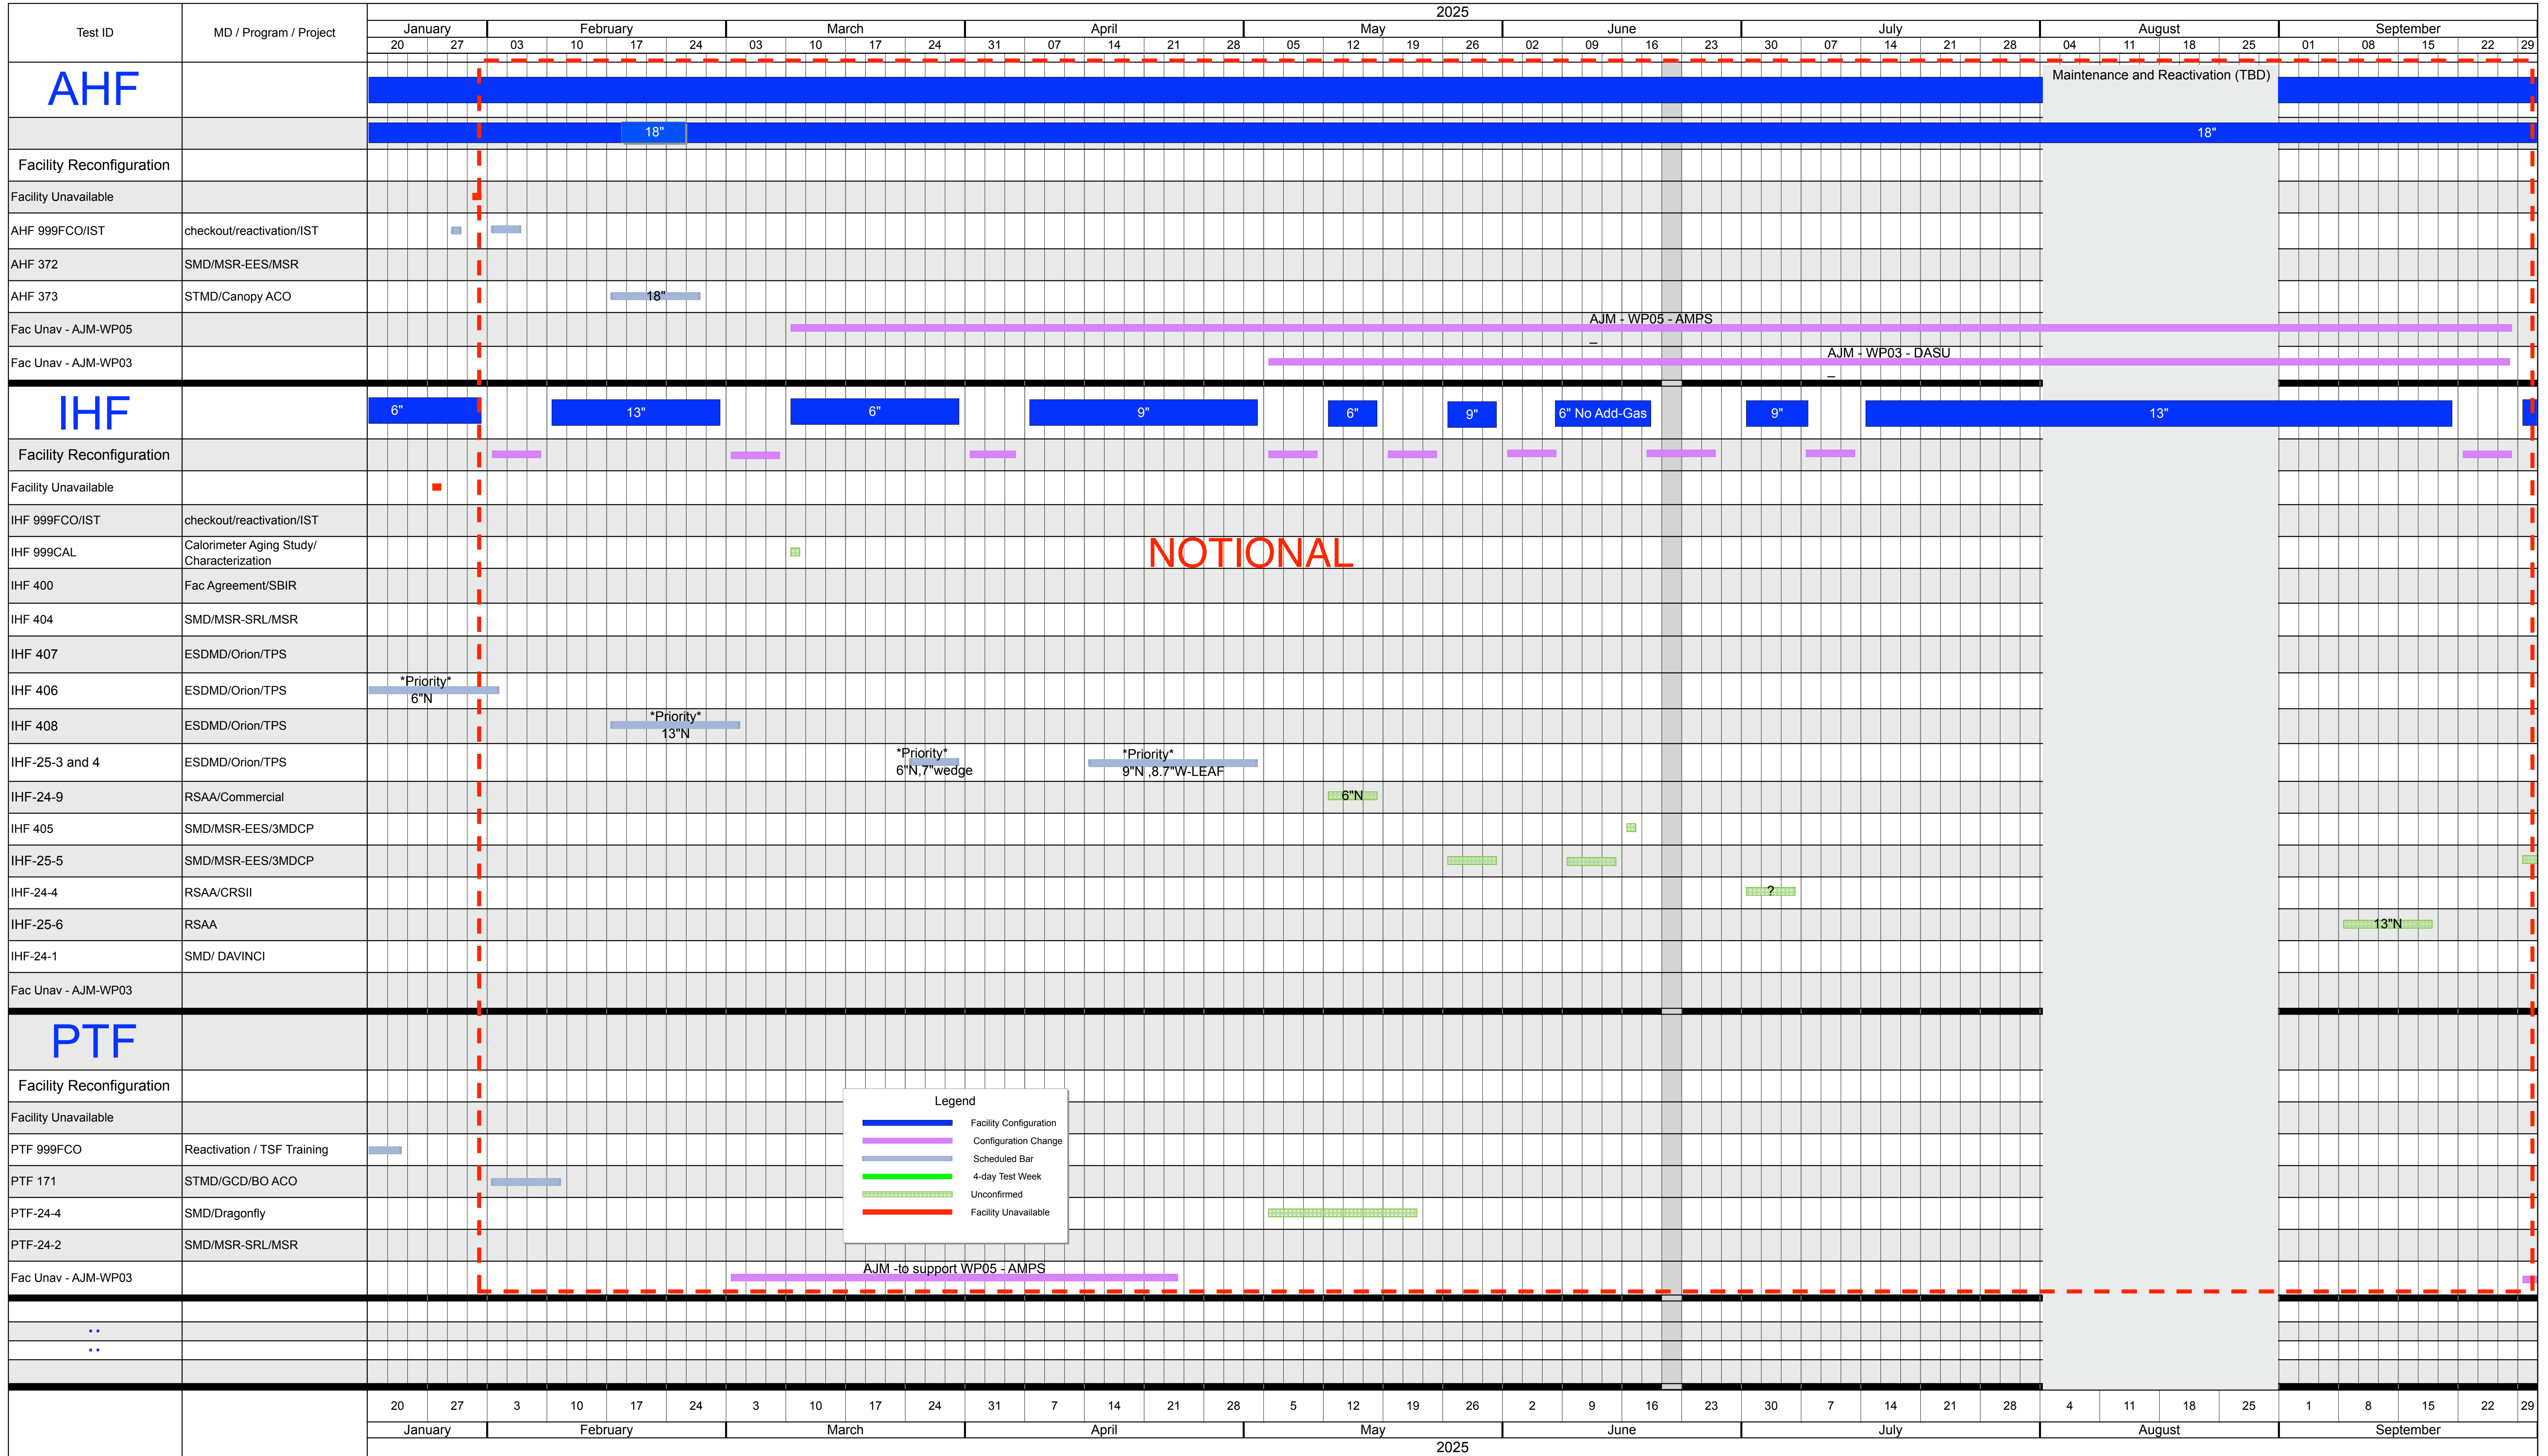 2025
Test ID
MD / Program / Project
January February March April May June July August September
20 27 03 10 17 24 03 10 17 24 31 07 14 21 28 05 12 19 26 02 09 16 23 30 07 14 21 28 04 11 18 25 01 08 15 22 29
AHF
Maintenance and Reactivation (TBD)
18" 18"
Facility Reconfiguration
Facility Unavailable
AHF 999FCO/IST checkout/reactivation/IST
AHF 372 SMD/MSR-EES/MSR
AHF 373 STMD/Canopy ACO 18"
Fac Unav - AJM-WP05 AJM - WP05 - AMPS
_
Fac Unav - AJM-WP03 AJM - WP03 - DASU
_
IHF 6" 13" 6" 9" 6" 9" 6" No Add-Gas 9" 13"
Facility Reconfiguration
Facility Unavailable
IHF 999FCO/IST checkout/reactivation/IST
IHF 999CAL
Calorimeter Aging Study/
Characterization
NOTIONAL
IHF 400 Fac Agreement/SBIR
IHF 404 SMD/MSR-SRL/MSR
IHF 407 ESDMD/Orion/TPS
IHF 406 ESDMD/Orion/TPS
*Priority*
6"N
IHF 408 ESDMD/Orion/TPS
*Priority*
13"N
IHF-25-3 and 4 ESDMD/Orion/TPS
*Priority*
6"N,7"wedge
*Priority*
9"N ,8.7"W-LEAF
IHF-24-9 RSAA/Commercial 6"N
IHF 405 SMD/MSR-EES/3MDCP
IHF-25-5 SMD/MSR-EES/3MDCP
IHF-24-4 RSAA/CRSII ?
IHF-25-6 RSAA 13"N
IHF-24-1 SMD/ DAVINCI
Fac Unav - AJM-WP03
PTF
Facility Reconfiguration
Facility Unavailable
PTF 999FCO Reactivation / TSF Training
PTF 171 STMD/GCD/BO ACO
PTF-24-4 SMD/Dragonfly
PTF-24-2 SMD/MSR-SRL/MSR
Fac Unav - AJM-WP03 AJM -to support WP05 - AMPS
Legend
Facility Configuration
Configuration Change
Scheduled Bar
4-day Test Week
Unconfirmed
Facility Unavailable
: :
: :
20 27 3 10 17 24 3 10 17 24 31 7 14 21 28 5 12 19 26 2 9 16 23 30 7 14 21 28 4 11 18 25 1 8 15 22 29
January February March April May June July August September
2025